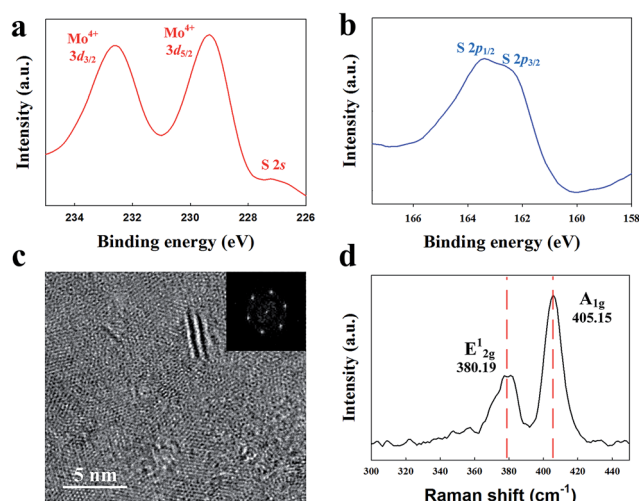 a
Intensity (a.u.)
Mo⁴⁺
3d₃/₂
Mo⁴⁺
3d₅/₂
S 2s
234 232 230 228 226
Binding energy (eV)
b
Intensity (a.u.)
S 2p₁/₂
S 2p₃/₂
166 164 162 160 158
Binding energy (eV)
c
5 nm
d
Intensity (a.u.)
E¹₂g
380.19
A₁g
405.15
300 320 340 360 380 400 420 440
Raman shift (cm⁻¹)